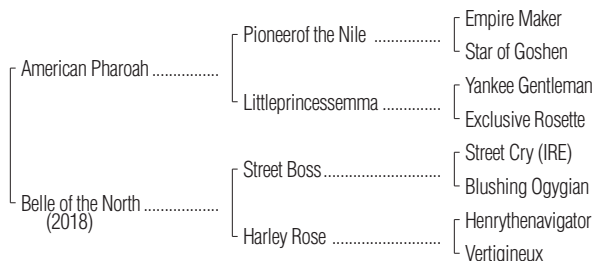 Empire Maker
Pioneerof the Nile ................
Star of Goshen
American Pharoah ................
Yankee Gentleman
Littleprincessemma ..............
Exclusive Rosette
Street Cry (IRE)
Street Boss............................
Blushing Ogygian
Belle of the North ..................
(2018)
Henrythenavigator
Harley Rose ..........................
Vertigineux